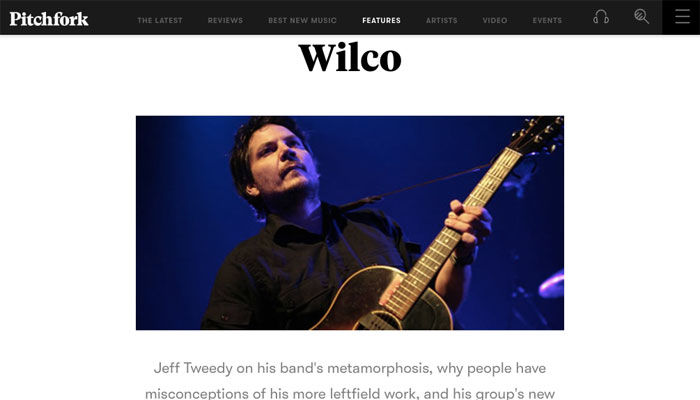 Pitchfork
THE LATEST REVIEWS BEST NEW MUSIC FEATURES ARTISTS VIDEO EVENTS
Wilco
Jeff Tweedy on his band's metamorphosis, why people have
misconceptions of his more leftfield work, and his group's new